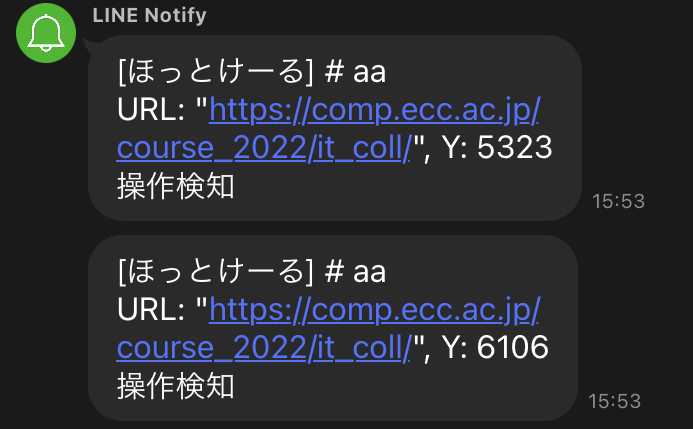 LINE Notify
[ほっとけーる] # aa
URL: "https://comp.ecc.ac.jp/
course_2022/it_coll/", Y: 5323
操作検知
15:53
[ほっとけーる] # aa
URL: "https://comp.ecc.ac.jp/
course_2022/it_coll/", Y: 6106
操作検知
15:53